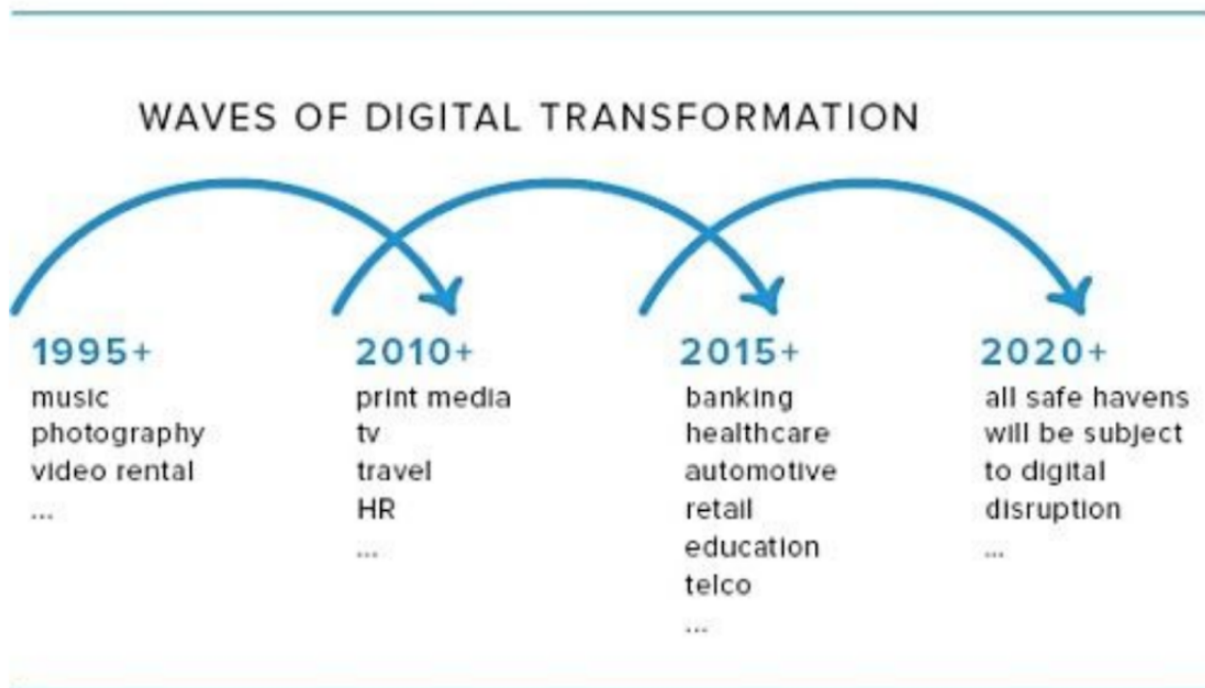 WAVES OF DIGITAL TRANSFORMATION
1995+
music
photography
video rental
...
2010+
print media
tv
travel
HR
...
2015+
banking
healthcare
automotive
retail
education
telco
...
2020+
all safe havens
will be subject
to digital
disruption
...